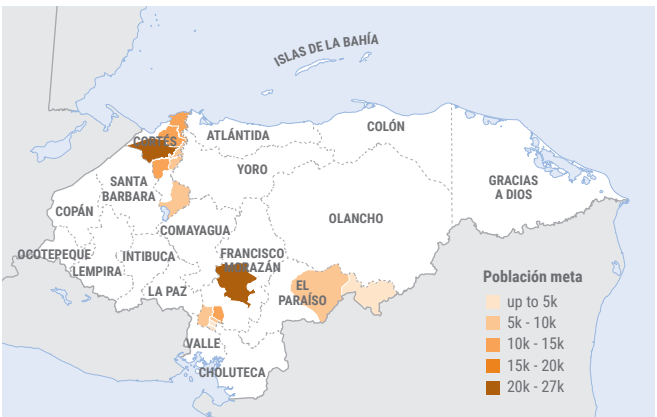 ISLAS DE LA BAHÍA
CORTÉS
ATLÁNTIDA
COLÓN
YORO
SANTA
BARBARA
GRACIAS
A DIOS
COPÁN
OLANCHO
COMAYAGUA
OCOTEPEQUE
INTIBUCA
FRANCISCO
MORAZÁN
LEMPIRA
LA PAZ
EL
PARAÍSO
VALLE
CHOLUTECA
Población meta
up to 5k
5k - 10k
10k - 15k
15k - 20k
20k - 27k